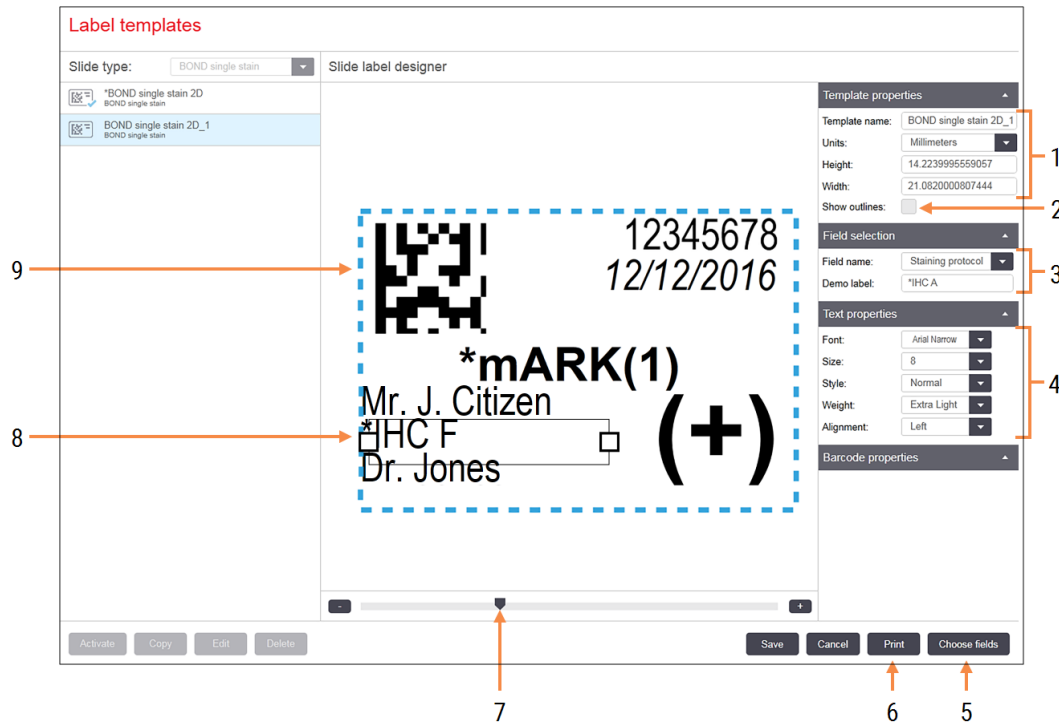 Label templates
Slide type:
BOND single stain
Slide label designer
*BOND single stain 2D
BOND single stain
BOND single stain 2D_1
BOND single stain
Template properties
Template name: BOND single stain 2D_1
Units: Millimeters
Height: 14.2239995559057
Width: 21.0820000807444
Show outlines:
1
2
Field selection
Field name: Staining protocol
Demo label: *IHC A
3
Text properties
Font: Arial Narrow
Size: 8
Style: Normal
Weight: Extra Light
Alignment: Left
4
Barcode properties
12345678
12/12/2016
*mARK(1)
Mr. J. Citizen
*IHC F
Dr. Jones
(+)
9
8
- +
Activate Copy Edit Delete
Save Cancel Print Choose fields
7 6 5